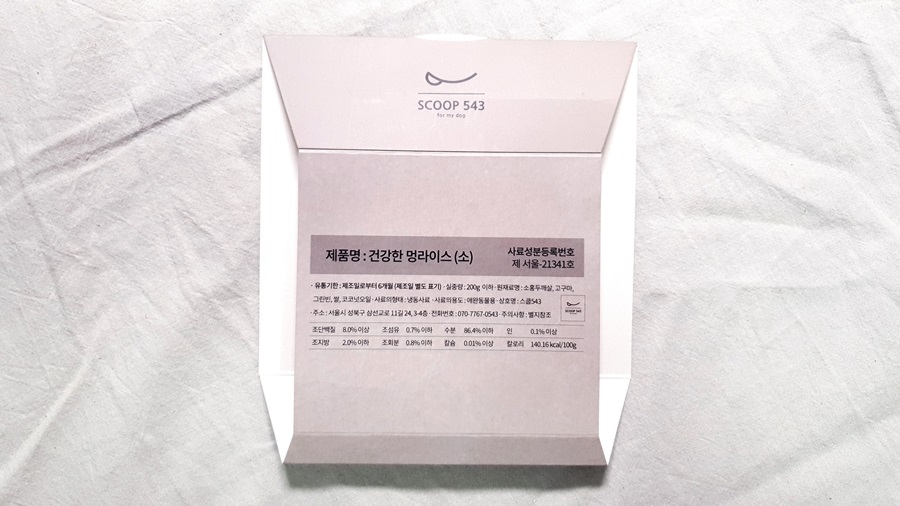 SCOOP 543
for my dog
제품명 : 건강한 멍라이스 (소)
사료성분등록번호
제 서울-21341호
· 유통기한 : 제조일로부터 6개월 (제조일 별도 표기) · 실중량 : 200g 이하 · 원재료명 : 소홍두깨살, 고구마,
그린빈, 쌀, 코코넛오일 · 사료의형태 : 냉동사료 · 사료의용도 : 애완동물용 · 상호명 : 스쿱543
· 주소 : 서울시 성북구 삼선교로 11길 24, 3-4층 · 전화번호 : 070-7767-0543 · 주의사항 : 별지참조
SCOOP 543
조단백질 8.0% 이상 조섬유 0.7% 이하 수분 86.4% 이하 인 0.1% 이상
조지방 2.0% 이하 조회분 0.8% 이하 칼슘 0.01% 이상 칼로리 140.16 kcal/100g